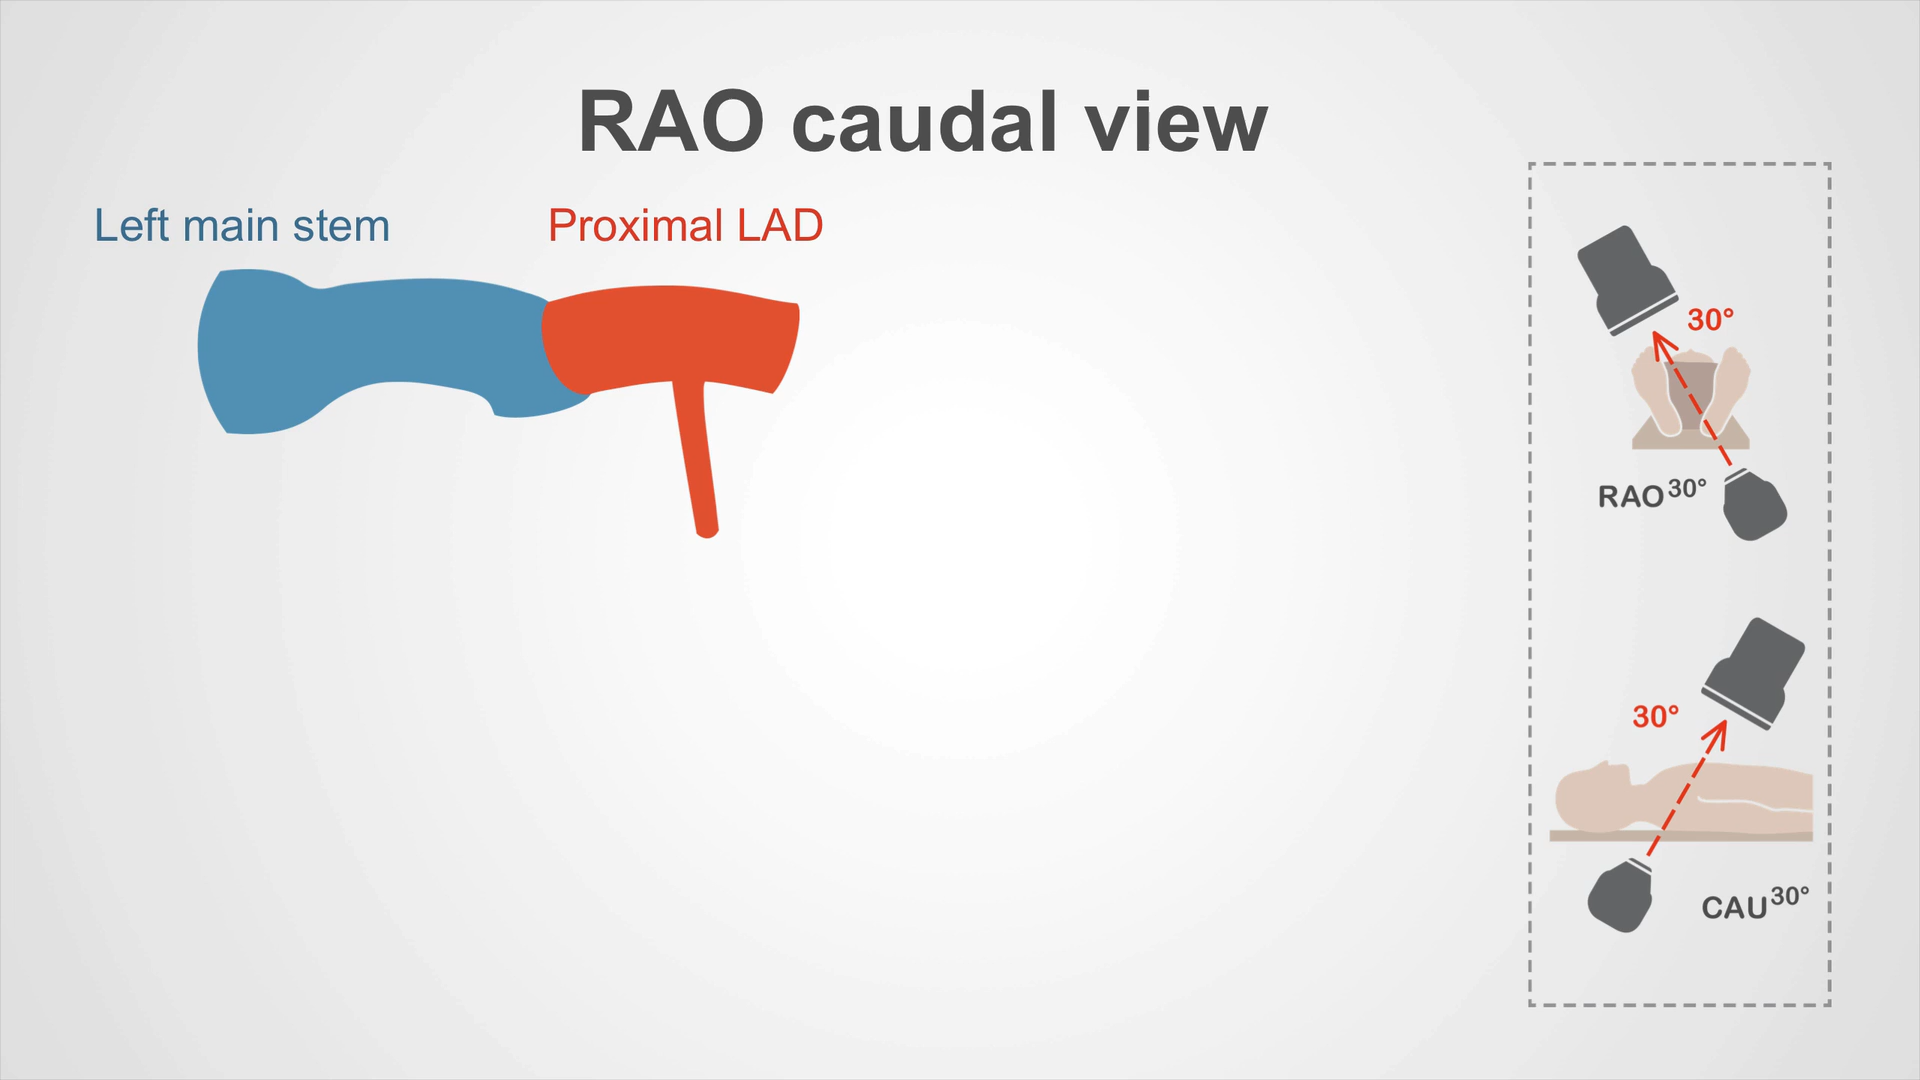 RAO caudal view
Left main stem
Proximal LAD
30°
RAO30°
30°
CAU30°